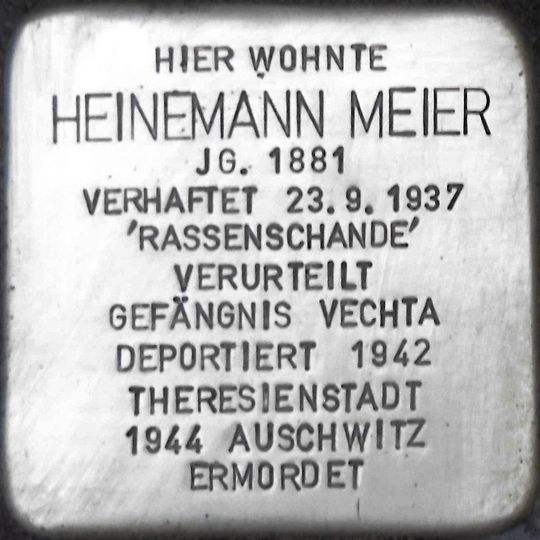 HIER WOHNTE
HEINEMANN MEIER
JG. 1881
VERHAFTET 23.9.1937
'RASSENSCHANDE'
VERURTEILT
GEFÄNGNIS VECHTA
DEPORTIERT 1942
THERESIENSTADT
1944 AUSCHWITZ
ERMORDET